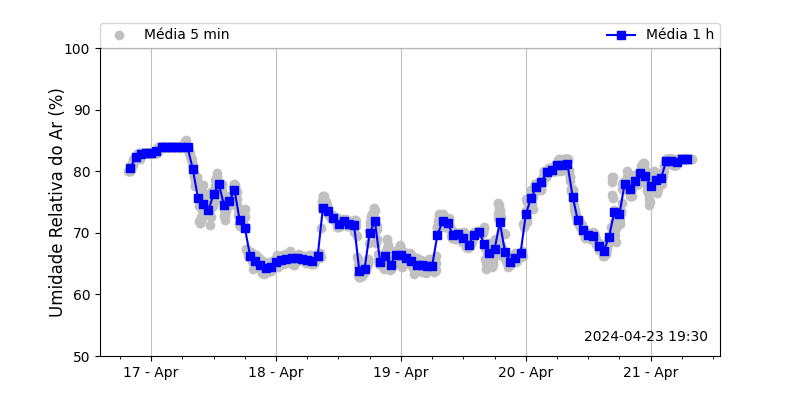 Média 5 min
Média 1 h
Umidade Relativa do Ar (%)
100
90
80
70
60
50
2024-04-23 19:30
17 - Apr
18 - Apr
19 - Apr
20 - Apr
21 - Apr